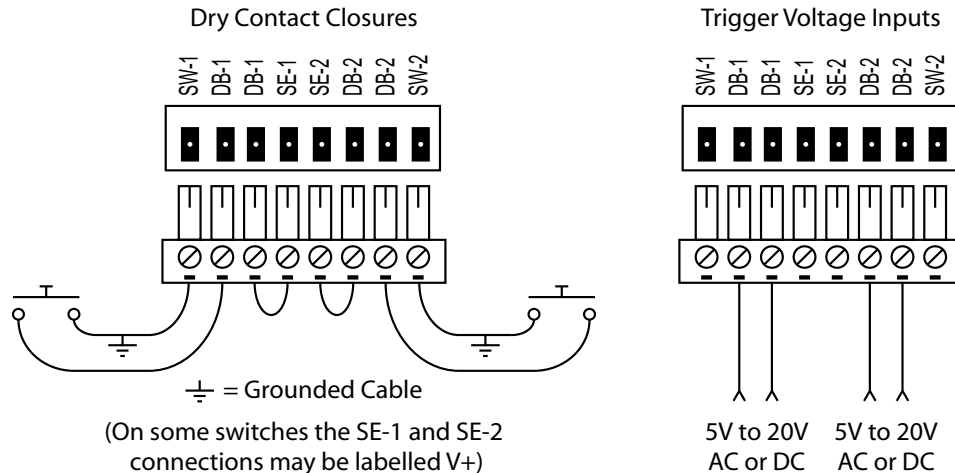 Dry Contact Closures
SW-1
DB-1
DB-1
SE-1
SE-2
DB-2
DB-2
SW-2
= Grounded Cable
(On some switches the SE-1 and SE-2
connections may be labelled V+)
Trigger Voltage Inputs
SW-1
DB-1
DB-1
SE-1
SE-2
DB-2
DB-2
SW-2
5V to 20V
AC or DC
5V to 20V
AC or DC